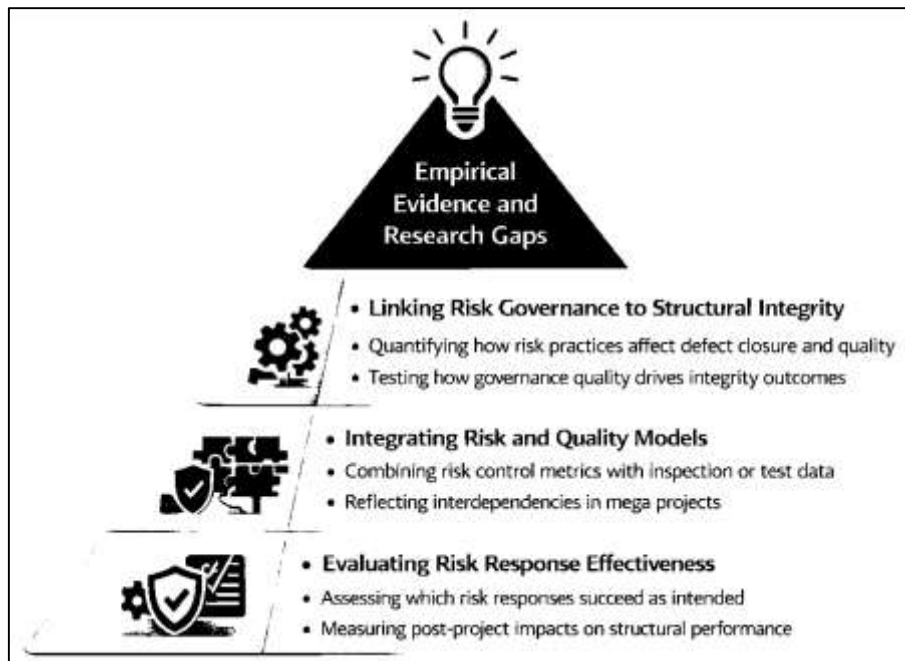 Empirical
Evidence and
Research Gaps
• Linking Risk Governance to Structural Integrity
• Quantifying how risk practices affect defect closure and quality
• Testing how governance quality drives integrity outcomes
• Integrating Risk and Quality Models
• Combining risk control metrics with inspection or test data
• Reflecting interdependencies in mega projects
• Evaluating Risk Response Effectiveness
• Assessing which risk responses succeed as intended
• Measuring post-project impacts on structural performance